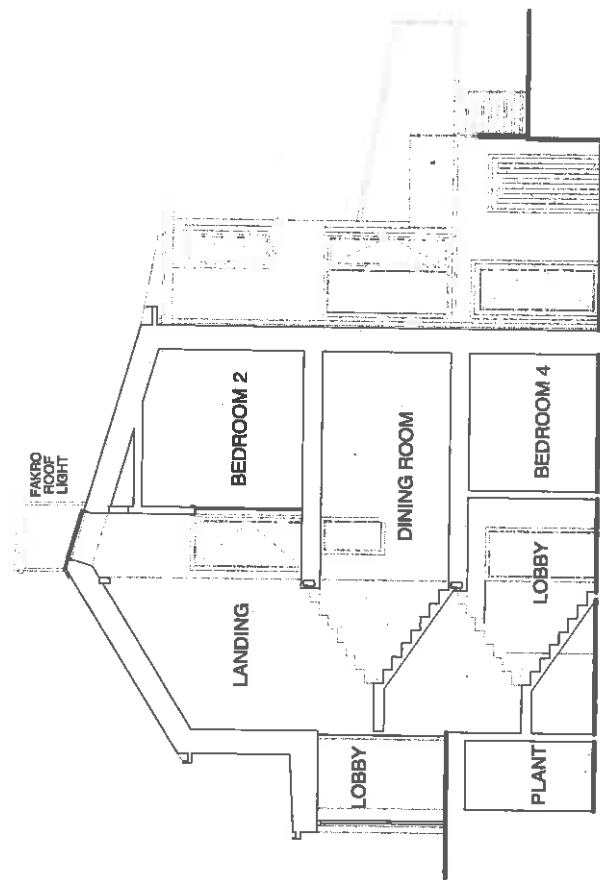 FAKRO
ROOF
LIGHT
BEDROOM 2
LANDING
DINING ROOM
LOBBY
BEDROOM 4
LOBBY
PLANT